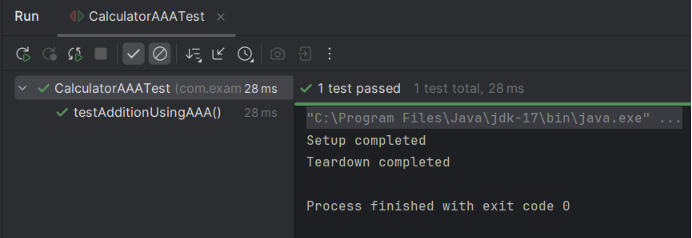 Run CalculatorAAATest ×
CalculatorAAATest (com.exam 28 ms
testAdditionUsingAAA() 28 ms
1 test passed 1 test total, 28 ms
"C:\Program Files\Java\jdk-17\bin\java.exe" ...
Setup completed
Teardown completed
Process finished with exit code 0